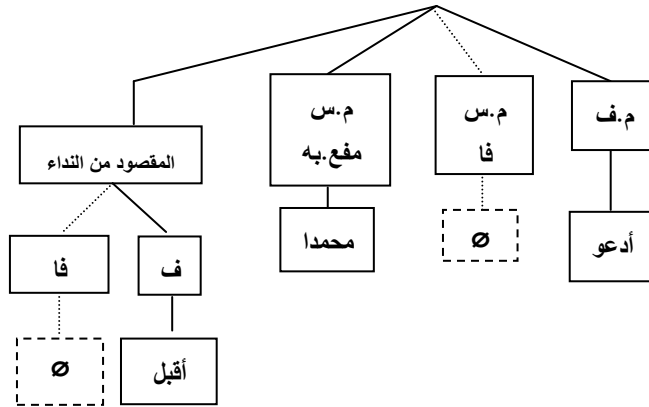 م.ف
م.س
فا
م.س
مفع.به
المقصود من النداء
أدعو
ø
محمدا
ف
فا
أقبل
ø